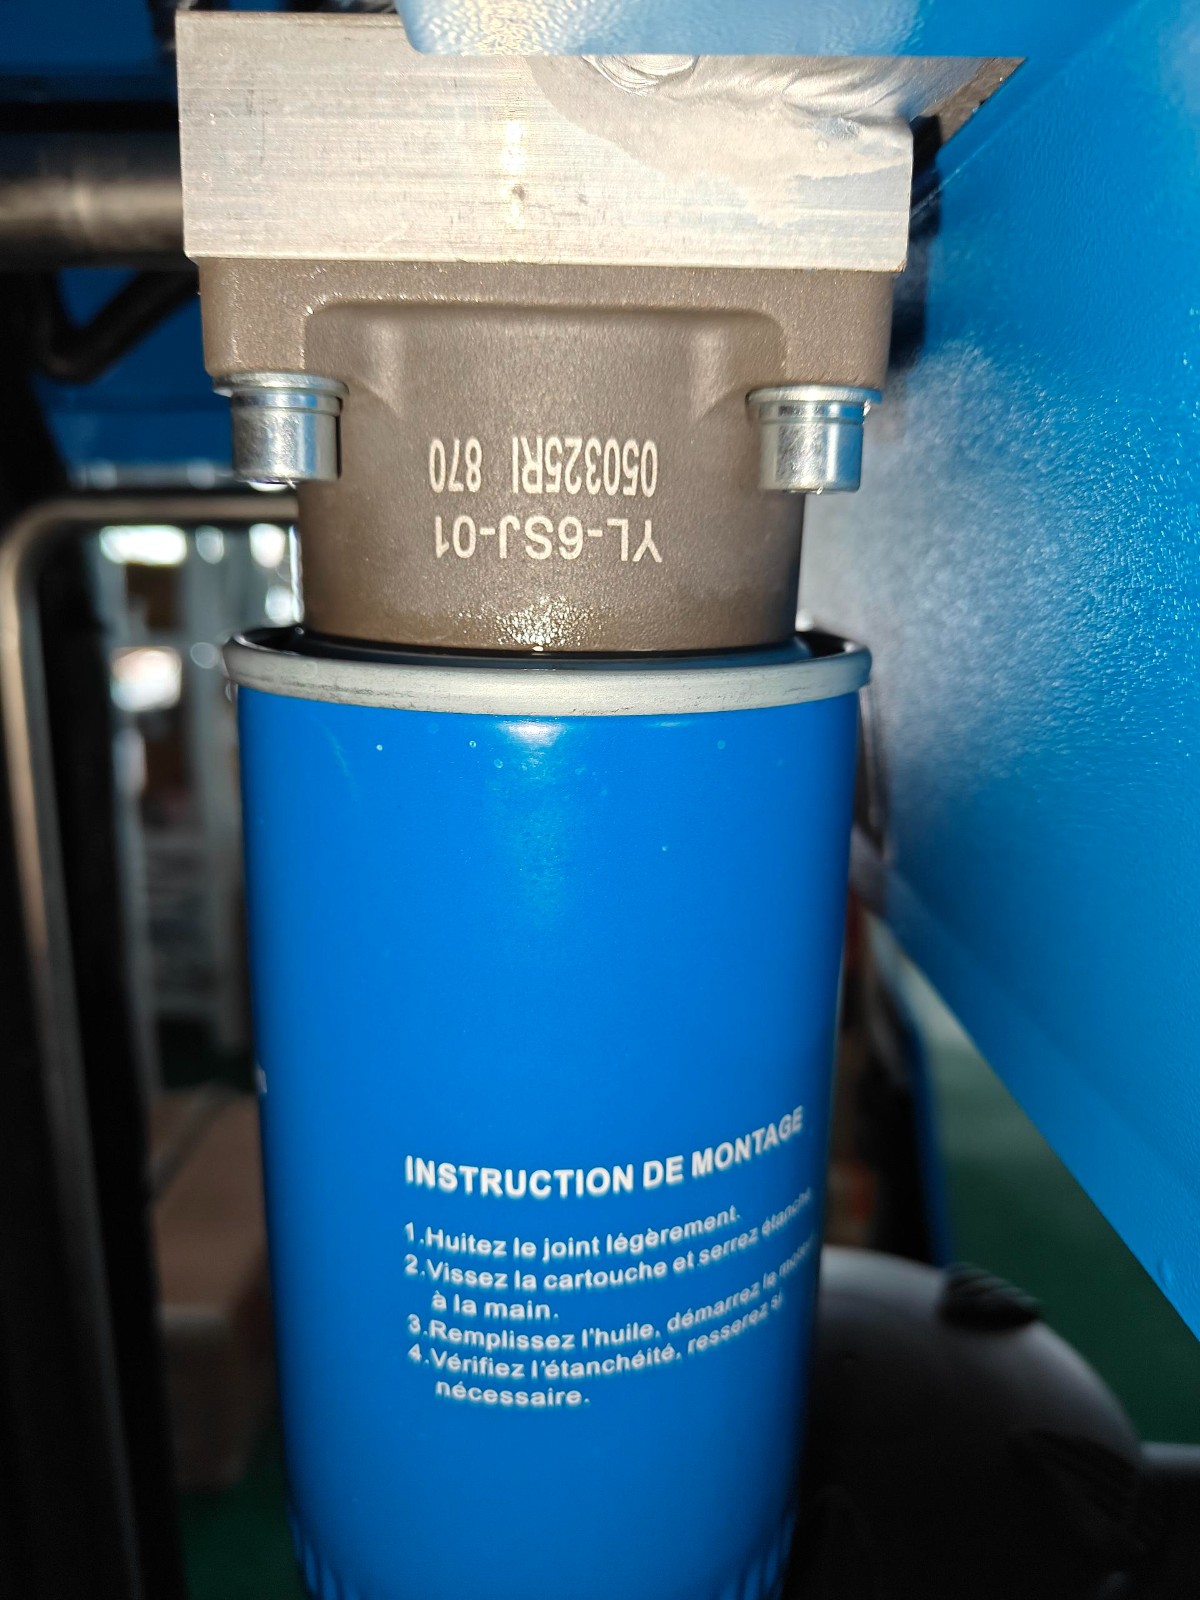 YL-6SJ-01
050325RI 870
INSTRUCTION DE MONTAGE
1.Huitez le joint légèrement.
2.Vissez la cartouche et serrez étanche
à la main.
3.Remplissez l'huile, démarrez le
4.Vérifiez l'étanchéité, resserez si
nécessaire.